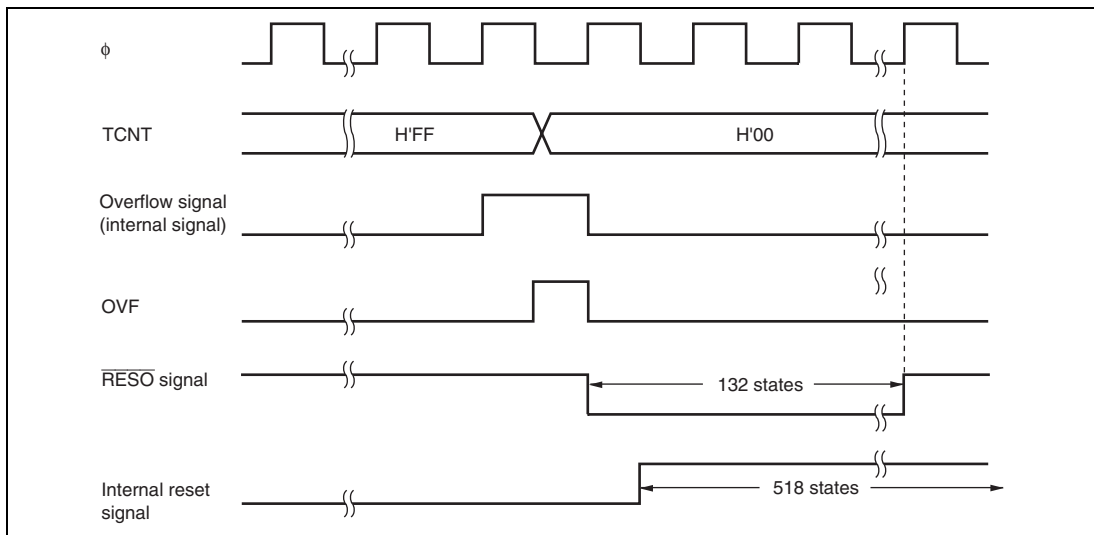 ϕ
TCNT
H'FF
H'00
Overflow signal
(internal signal)
OVF
RESO signal
132 states
Internal reset
signal
518 states